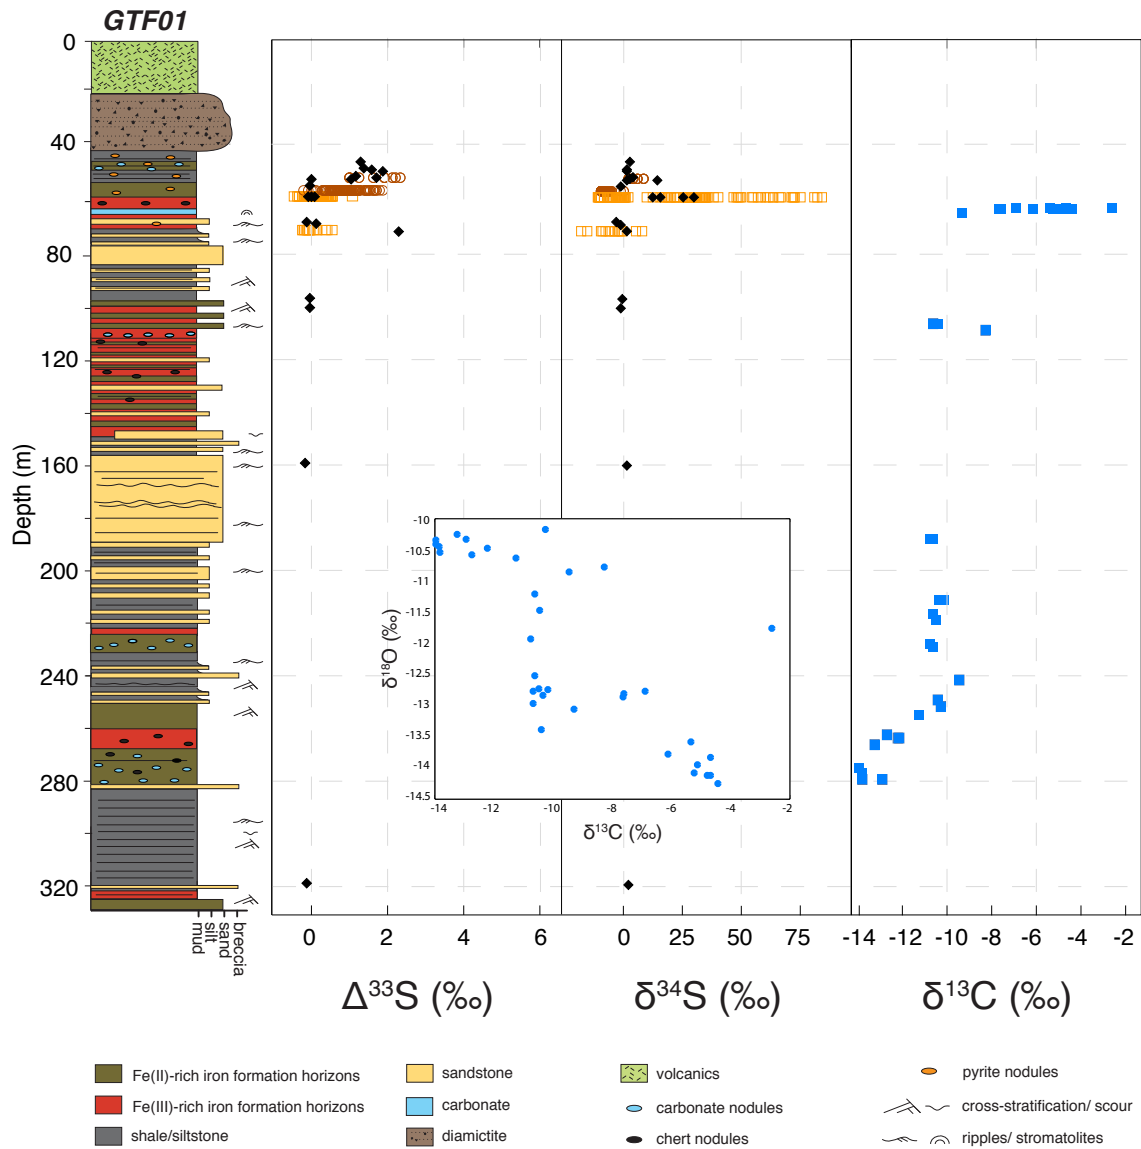 GTF01
0
40
80
120
160
200
240
280
320
Depth (m)
mud
silt
sand
breccia
0
2
4
6
Δ³³S (‰)
0
25
50
75
δ³⁴S (‰)
-14
-12
-10
-8
-6
-4
-2
δ¹³C (‰)
-10
-10.5
-11
-11.5
-12
-12.5
-13
-13.5
-14
-14.5
δ¹⁸O (‰)
-14
-12
-10
-8
-6
-4
-2
δ¹³C (‰)
Fe(II)-rich iron formation horizons
Fe(III)-rich iron formation horizons
shale/siltstone
sandstone
carbonate
diamictite
volcanics
carbonate nodules
chert nodules
pyrite nodules
cross-stratification/ scour
ripples/ stromatolites